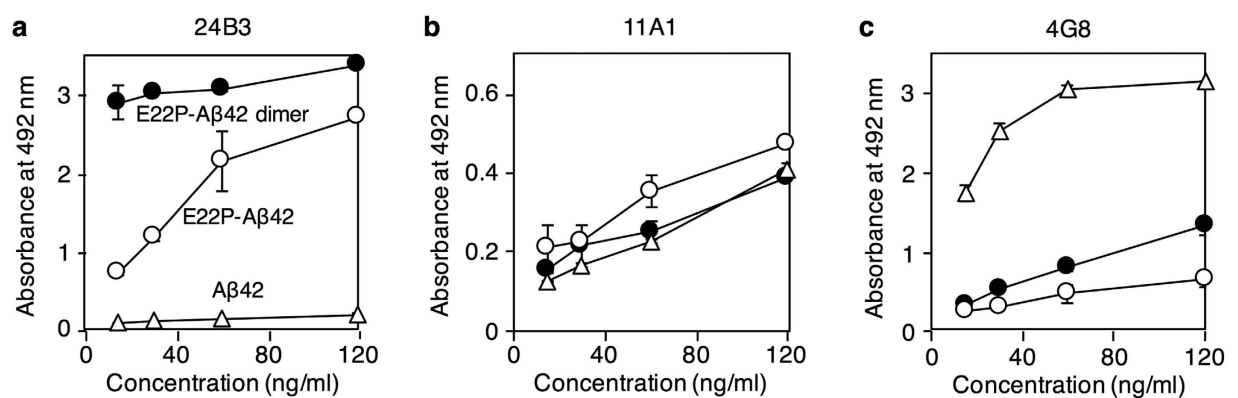 a
24B3
Absorbance at 492 nm
3
2
1
0
E22P-Aβ42 dimer
E22P-Aβ42
Aβ42
0 40 80 120
Concentration (ng/ml)
b
11A1
Absorbance at 492 nm
0.6
0.4
0.2
0
0 40 80 120
Concentration (ng/ml)
c
4G8
Absorbance at 492 nm
3
2
1
0
0 40 80 120
Concentration (ng/ml)